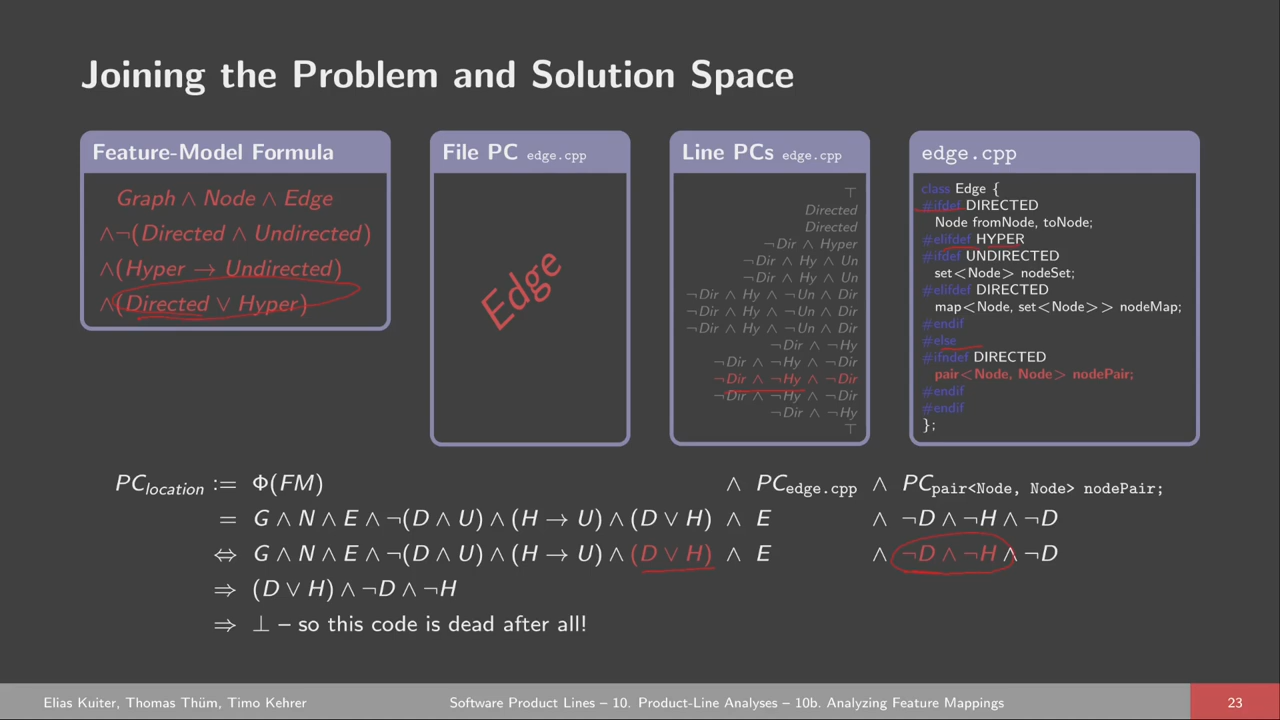 Joining the Problem and Solution Space
Feature-Model Formula
Graph ∧ Node ∧ Edge
∧¬(Directed ∧ Undirected)
∧(Hyper → Undirected)
∧(Directed ∨ Hyper)
File PC edge.cpp
Edge
Line PCs edge.cpp
⊤
Directed
Directed
¬Dir ∧ Hyper
¬Dir ∧ Hy ∧ Un
¬Dir ∧ Hy ∧ Un
¬Dir ∧ Hy ∧ ¬Un ∧ Dir
¬Dir ∧ Hy ∧ ¬Un ∧ Dir
¬Dir ∧ Hy ∧ ¬Un ∧ Dir
¬Dir ∧ ¬Hy
¬Dir ∧ ¬Hy ∧ ¬Dir
¬Dir ∧ ¬Hy ∧ ¬Dir
¬Dir ∧ ¬Hy ∧ ¬Dir
¬Dir ∧ ¬Hy
⊤
edge.cpp
class Edge {
#ifdef DIRECTED
Node fromNode, toNode;
#elifdef HYPER
#ifdef UNDIRECTED
set<Node> nodeSet;
#elifdef DIRECTED
map<Node, set<Node>> nodeMap;
#endif
#else
#ifndef DIRECTED
pair<Node, Node> nodePair;
#endif
#endif
};
PClocation := Φ(FM) ∧ PCedge.cpp ∧ PCpair<Node, Node> nodePair;
= G ∧ N ∧ E ∧ ¬(D ∧ U) ∧ (H → U) ∧ (D ∨ H) ∧ E ∧ ¬D ∧ ¬H ∧ ¬D
⇔ G ∧ N ∧ E ∧ ¬(D ∧ U) ∧ (H → U) ∧ (D ∨ H) ∧ E ∧ ¬D ∧ ¬H ∧ ¬D
⇒ (D ∨ H) ∧ ¬D ∧ ¬H
⇒ ⊥ – so this code is dead after all!
Elias Kuiter, Thomas Thüm, Timo Kehrer
Software Product Lines – 10. Product-Line Analyses – 10b. Analyzing Feature Mappings
23